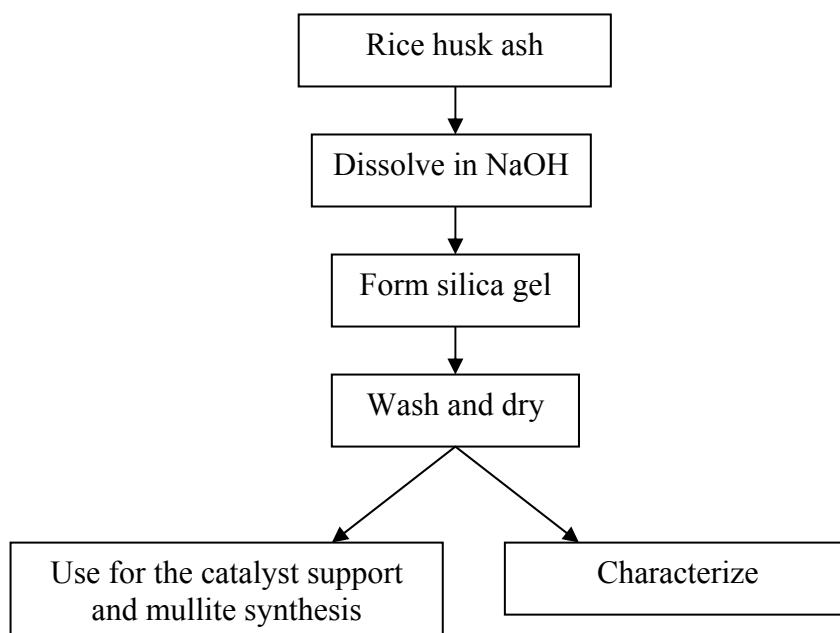 Rice husk ash
Dissolve in NaOH
Form silica gel
Wash and dry
Use for the catalyst support
and mullite synthesis
Characterize